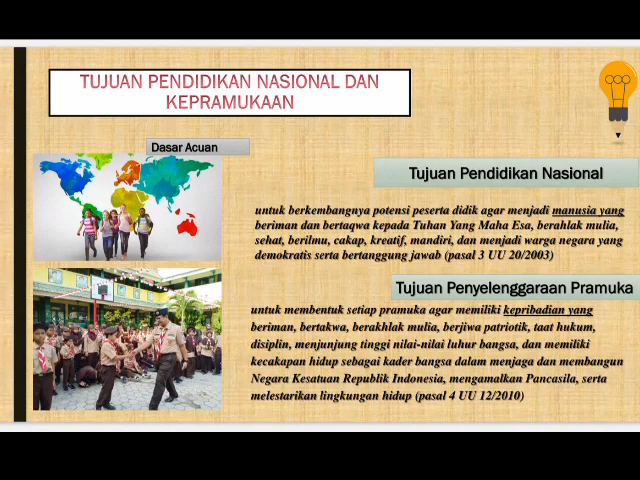 TUJUAN PENDIDIKAN NASIONAL DAN
KEPRAMUKAAN
Dasar Acuan
Tujuan Pendidikan Nasional
untuk berkembangnya potensi peserta didik agar menjadi manusia yang
beriman dan bertaqwa kepada Tuhan Yang Maha Esa, berahlak mulia,
sehat, berilmu, cakap, kreatif, mandiri, dan menjadi warga negara yang
demokratis serta bertanggung jawab (pasal 3 UU 20/2003)
Tujuan Penyelenggaraan Pramuka
untuk membentuk setiap pramuka agar memiliki kepribadian yang
beriman, bertakwa, berakhlak mulia, berjiwa patriotik, taat hukum,
disiplin, menjunjung tinggi nilai-nilai luhur bangsa, dan memiliki
kecakapan hidup sebagai kader bangsa dalam menjaga dan membangun
Negara Kesatuan Republik Indonesia, mengamalkan Pancasila, serta
melestarikan lingkungan hidup (pasal 4 UU 12/2010)